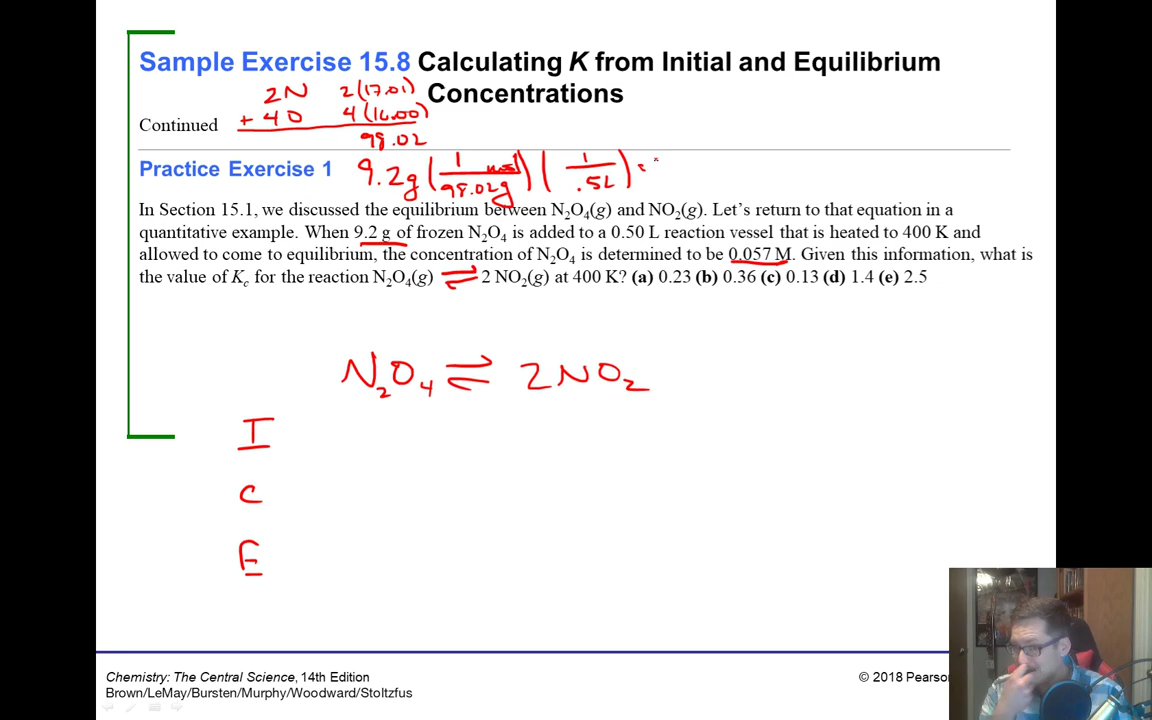 Sample Exercise 15.8 Calculating K from Initial and Equilibrium
Concentrations
2N 2(17.01)
+ 4O 4(16.00)
98.02
Continued
Practice Exercise 1
9.2g (1 mol / 98.02g) (1 / .5L) =
In Section 15.1, we discussed the equilibrium between N₂O₄(g) and NO₂(g). Let’s return to that equation in a
quantitative example. When 9.2 g of frozen N₂O₄ is added to a 0.50 L reaction vessel that is heated to 400 K and
allowed to come to equilibrium, the concentration of N₂O₄ is determined to be 0.057 M. Given this information, what is
the value of Kc for the reaction N₂O₄(g) ⇌ 2 NO₂(g) at 400 K? (a) 0.23 (b) 0.36 (c) 0.13 (d) 1.4 (e) 2.5
N₂O₄ ⇌ 2NO₂
I
C
E
Chemistry: The Central Science, 14th Edition
Brown/LeMay/Bursten/Murphy/Woodward/Stoltzfus
© 2018 Pearson